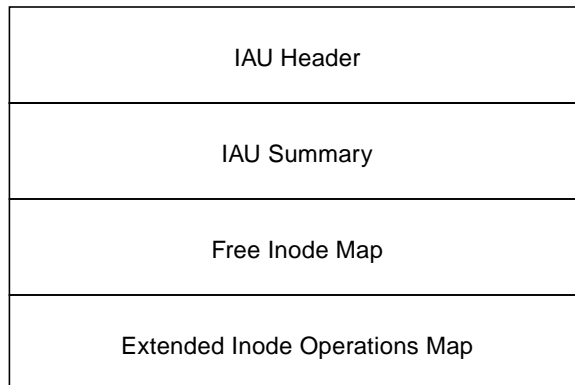 IAU Header
IAU Summary
Free Inode Map
Extended Inode Operations Map